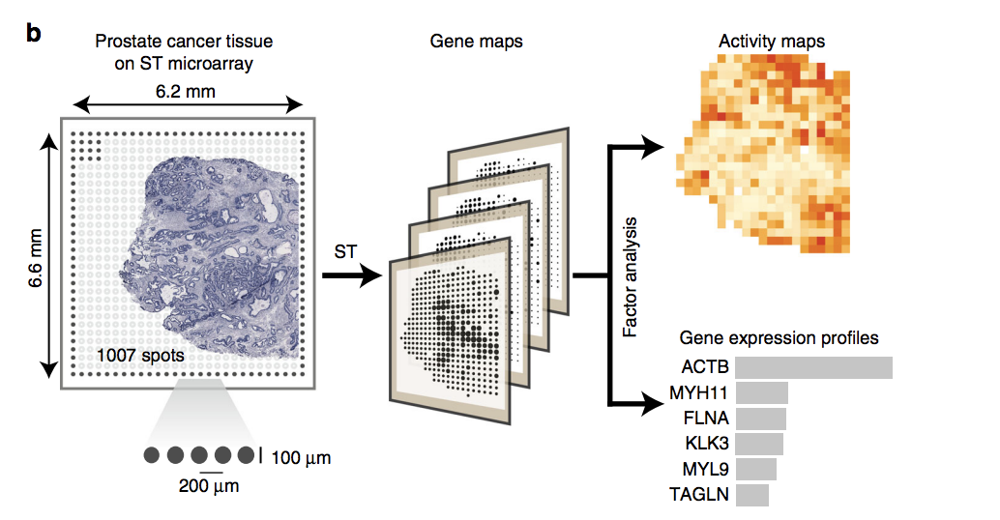 b
Prostate cancer tissue
on ST microarray
6.2 mm
6.6 mm
1007 spots
100 μm
200 μm
ST
Gene maps
Factor analysis
Activity maps
Gene expression profiles
ACTB
MYH11
FLNA
KLK3
MYL9
TAGLN